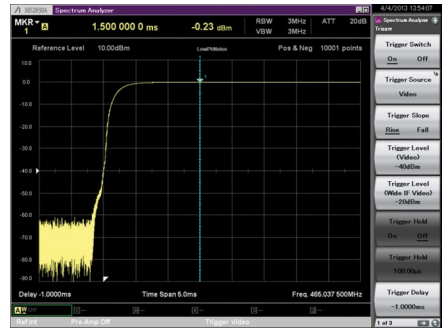 MS2830A Spectrum Analyzer
4/4/2013 13:54:07
MKR 1
1.500 000 0 ms
-0.23 dBm
RBW 3MHz
VBW 3MHz
ATT 20dB
Reference Level 10.00dBm
Pos & Neg 10001 points
10.0
0.0
-10.0
-20.0
-30.0
-40.0
-50.0
-60.0
-70.0
-80.0
-90.0
1
Delay -1.0000ms
Time Span 5.0ms
Freq. 465.037 500MHz
Off
Ref.Int
Pre-Amp Off
Trigger Video
Spectrum Analyzer
Trigger
Trigger Switch
On Off
Trigger Source
Video
Trigger Slope
Rise Fall
Trigger Level
(Video)
-40dBm
Trigger Level
(Wide IF Video)
-20dBm
Trigger Hold
On Off
Trigger Hold
100.00μs
Trigger Delay
-1.0000ms
1 of 3